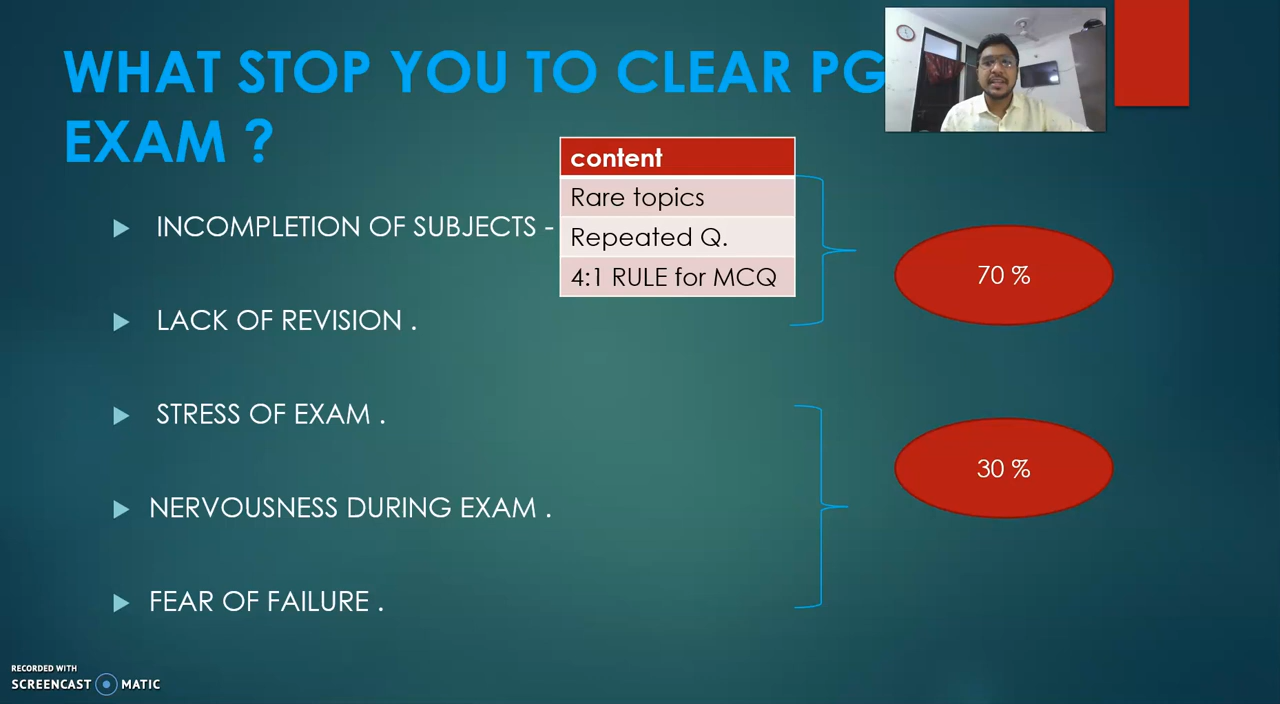 WHAT STOP YOU TO CLEAR PG
EXAM ?
content
Rare topics
Repeated Q.
4:1 RULE for MCQ
INCOMPLETION OF SUBJECTS -
LACK OF REVISION .
70 %
STRESS OF EXAM .
NERVOUSNESS DURING EXAM .
FEAR OF FAILURE .
30 %
RECORDED WITH
SCREENCAST MATIC